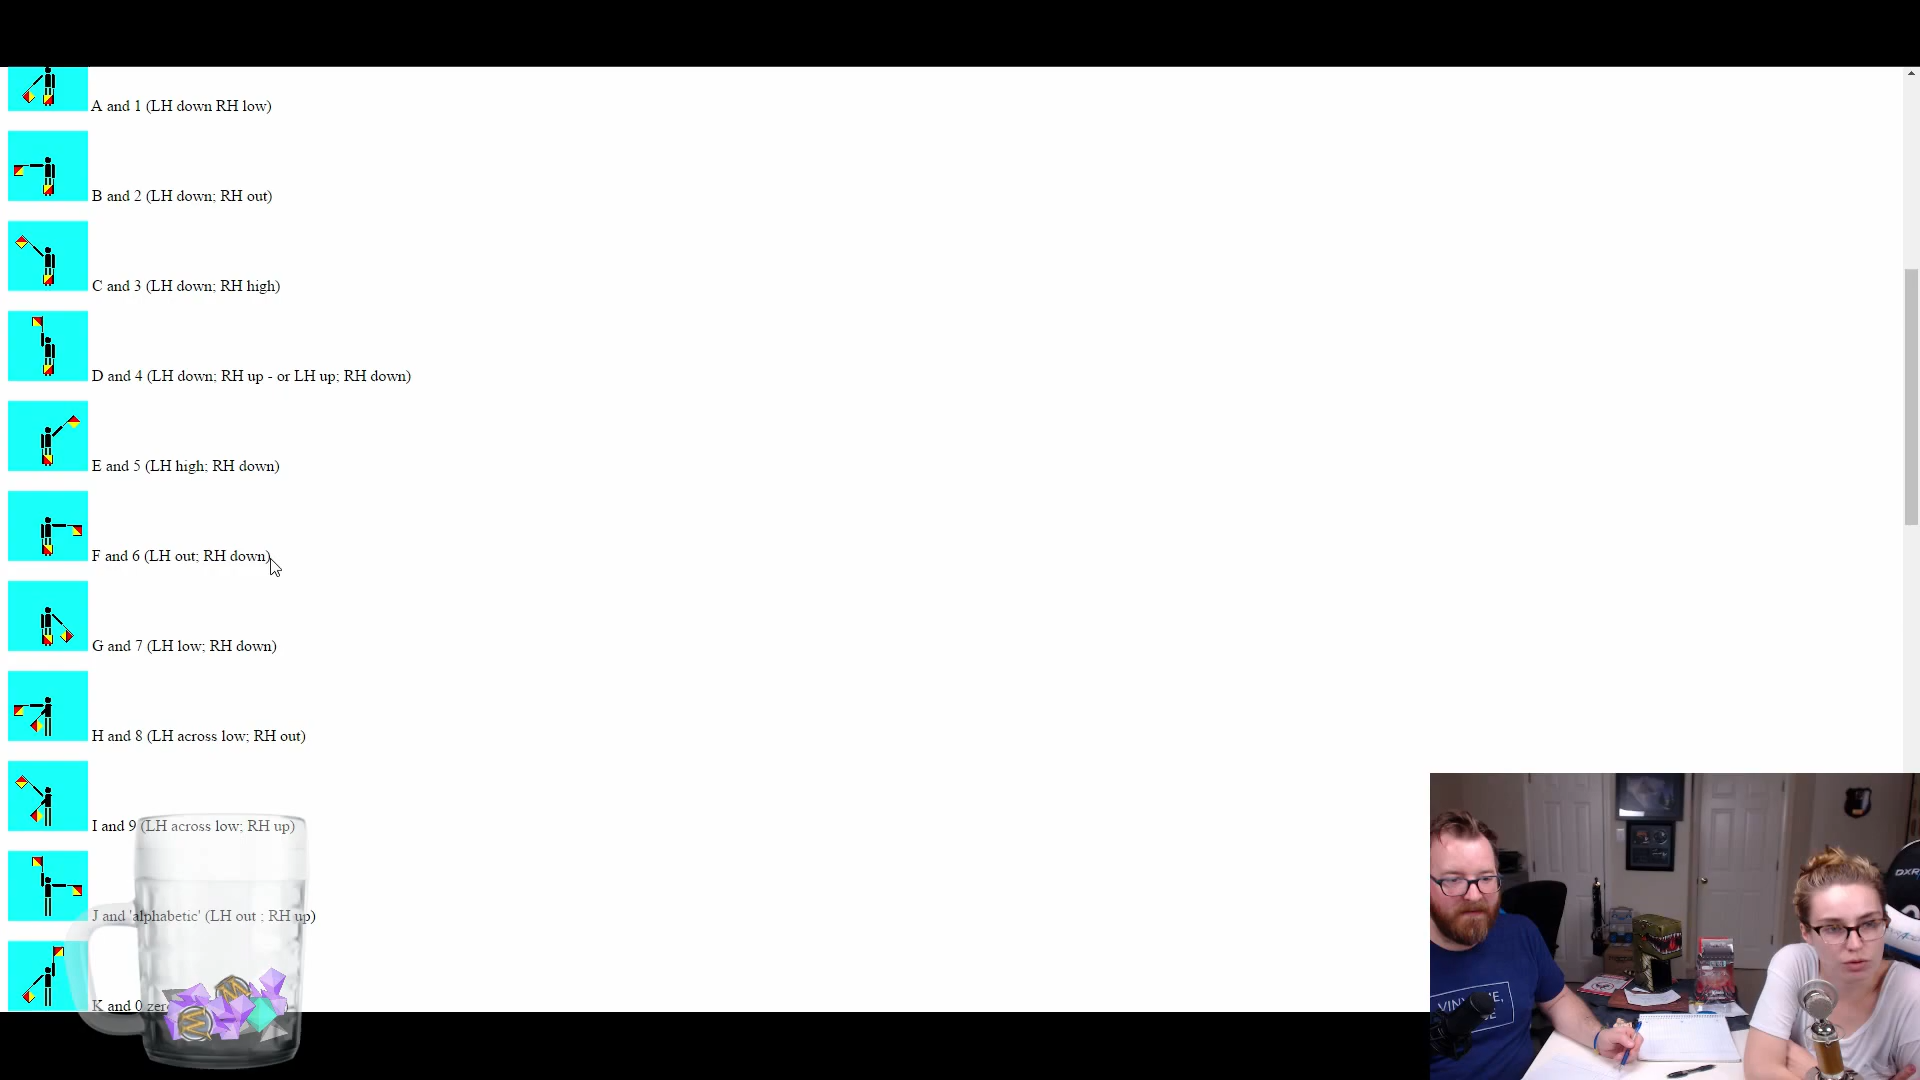 A and 1 (LH down RH low)
B and 2 (LH down; RH out)
C and 3 (LH down; RH high)
D and 4 (LH down; RH up - or LH up; RH down)
E and 5 (LH high; RH down)
F and 6 (LH out; RH down)
G and 7 (LH low; RH down)
H and 8 (LH across low; RH out)
I and 9 (LH across low; RH up)
J and 'alphabetic' (LH out ; RH up)
K and 0
DXR